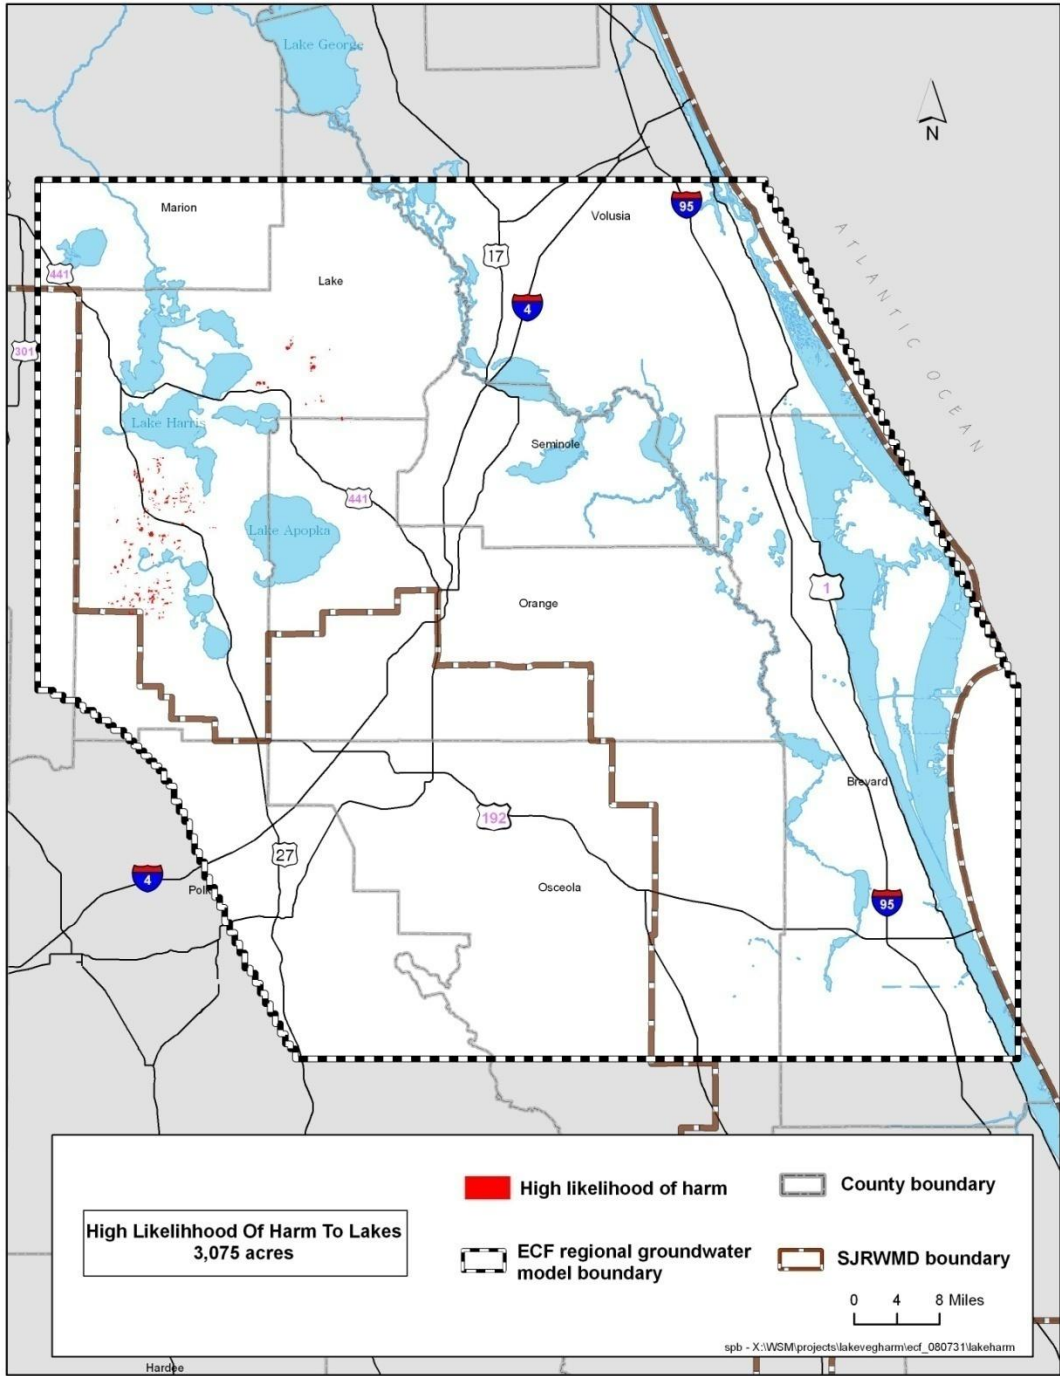 Lake George
N
Marion
Volusia
95
ATLANTIC OCEAN
17
441
Lake
4
301
Lake Harris
Seminole
441
Lake Apopka
1
Orange
Brevard
192
27
4
Polk
Osceola
95
High Likelihhood Of Harm To Lakes
3,075 acres
High likelihood of harm
County boundary
ECF regional groundwater
model boundary
SJRWMD boundary
0 4 8 Miles
spb - X:\WSM\projects\lakevegharm\ecf_080731\lakeharm
Hardee